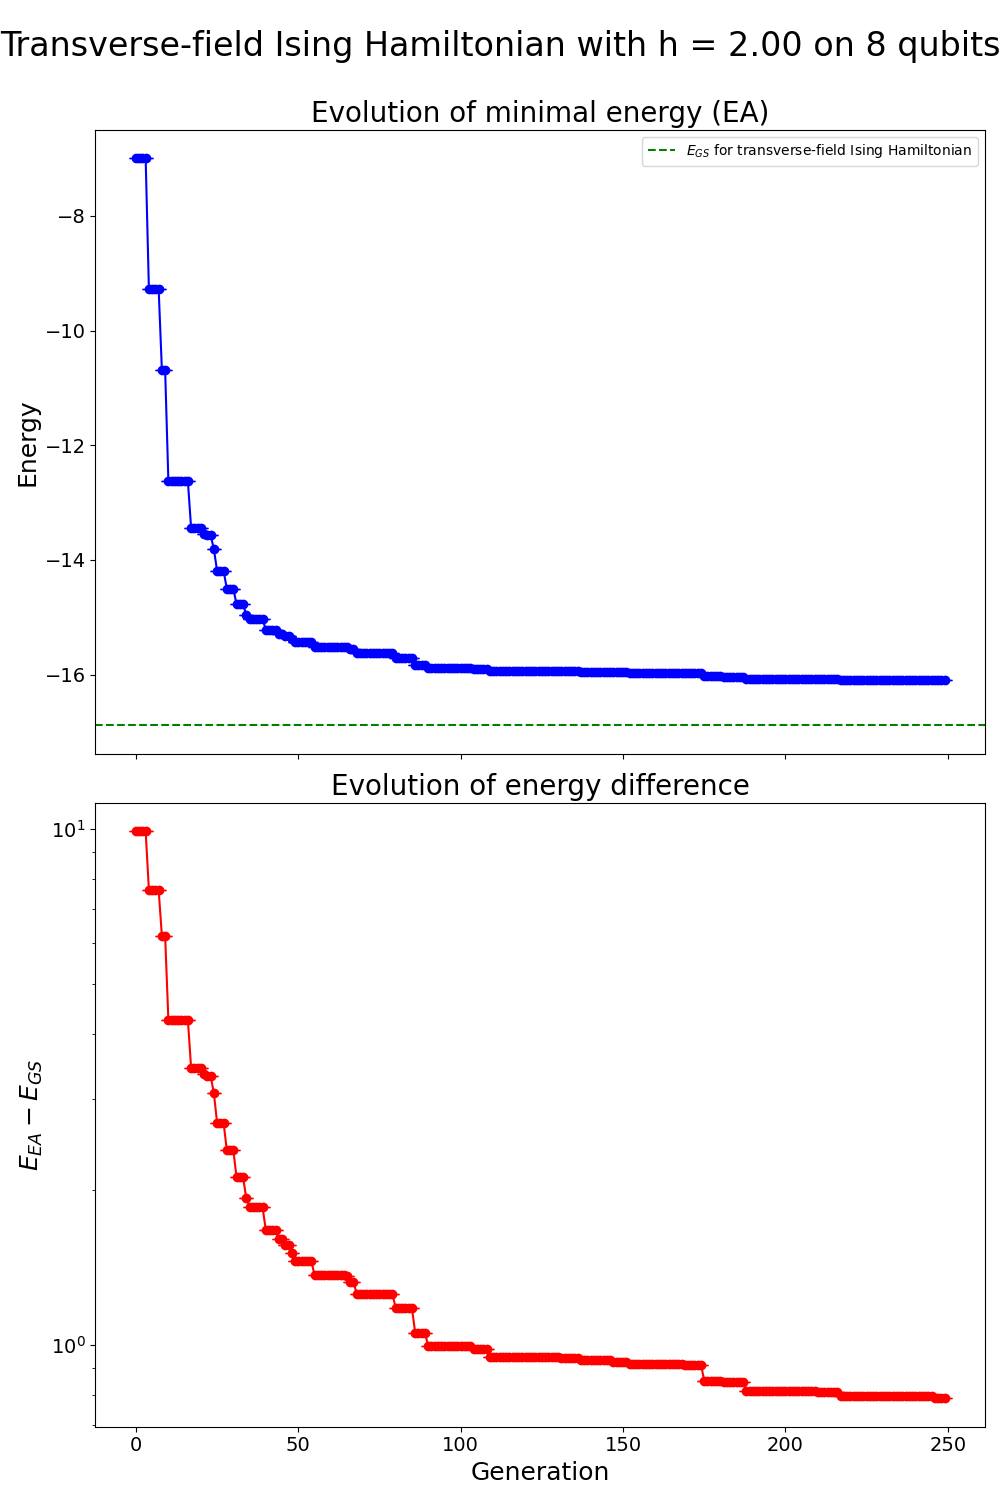 Transverse-field Ising Hamiltonian with h = 2.00 on 8 qubits
Evolution of minimal energy (EA)
E_GS for transverse-field Ising Hamiltonian
Energy
−8
−10
−12
−14
−16
Evolution of energy difference
E_EA − E_GS
10^1
10^0
0 50 100 150 200 250
Generation